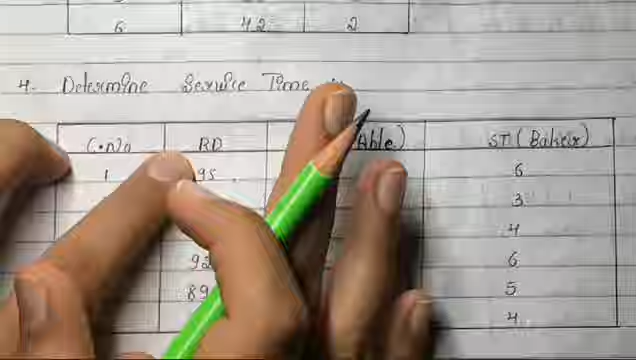 6 42 2
4. Determine Service Time
C.no RD Able) ST (Baker)
1 95 6
3
4
92 6
89 5
4